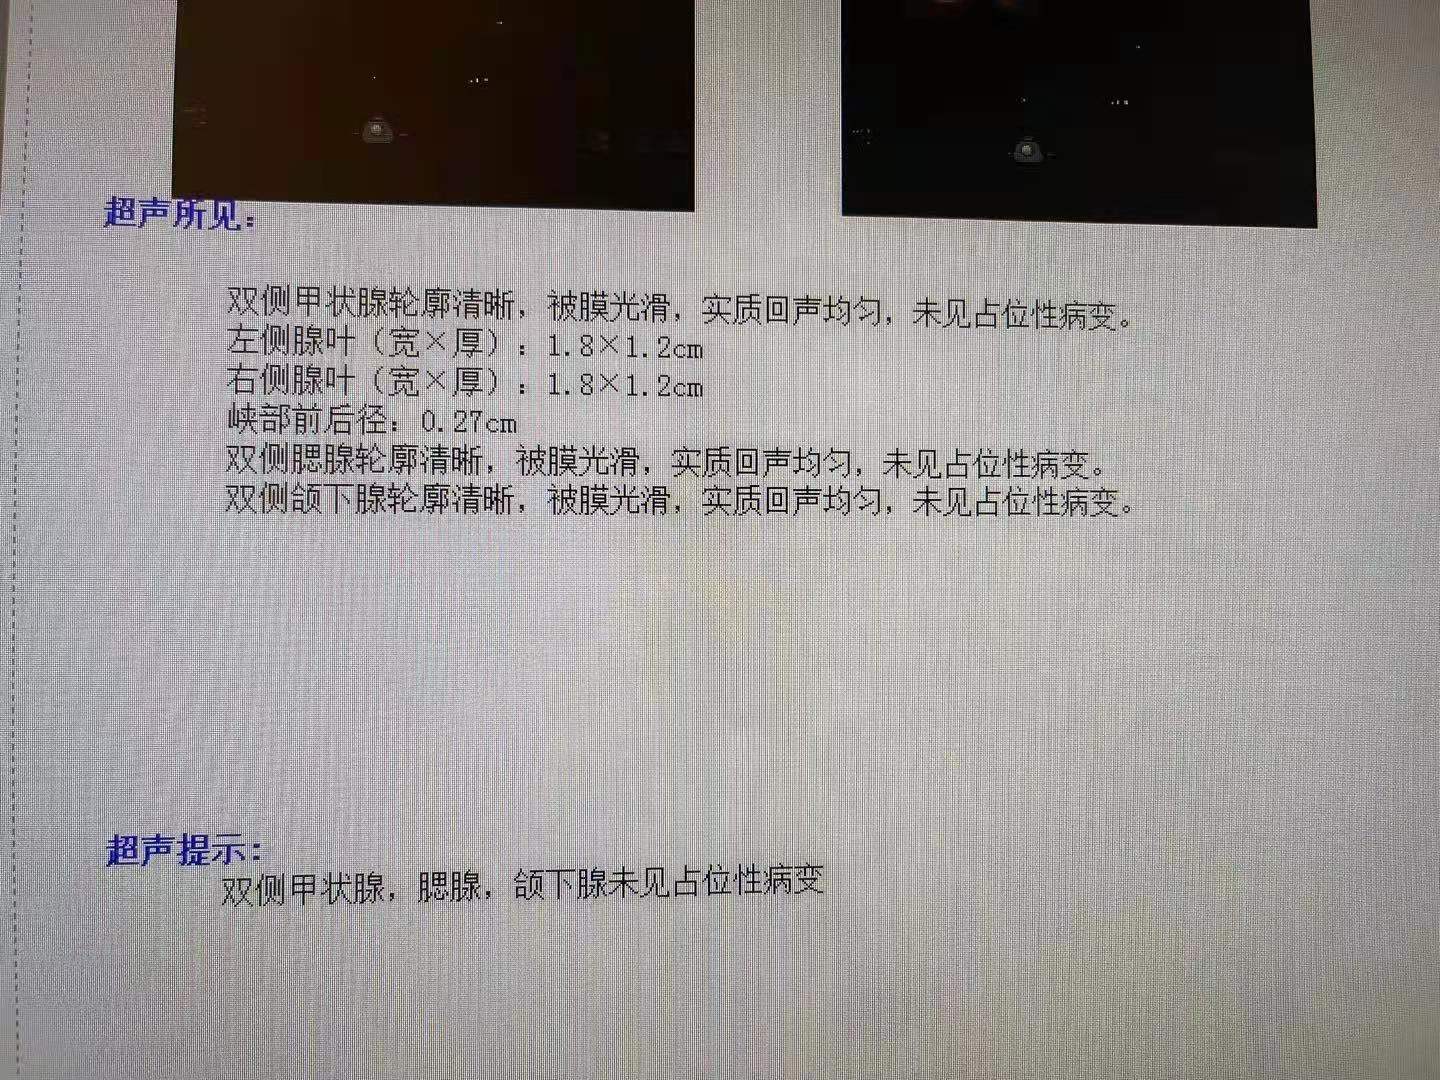 超声所见：
双侧甲状腺轮廓清晰，被膜光滑，实质回声均匀，未见占位性病变。
左侧腺叶（宽×厚）：1.8×1.2cm
右侧腺叶（宽×厚）：1.8×1.2cm
峡部前后径：0.27cm
双侧腮腺轮廓清晰，被膜光滑，实质回声均匀，未见占位性病变。
双侧颌下腺轮廓清晰，被膜光滑，实质回声均匀，未见占位性病变。
超声提示：
双侧甲状腺，腮腺，颌下腺未见占位性病变